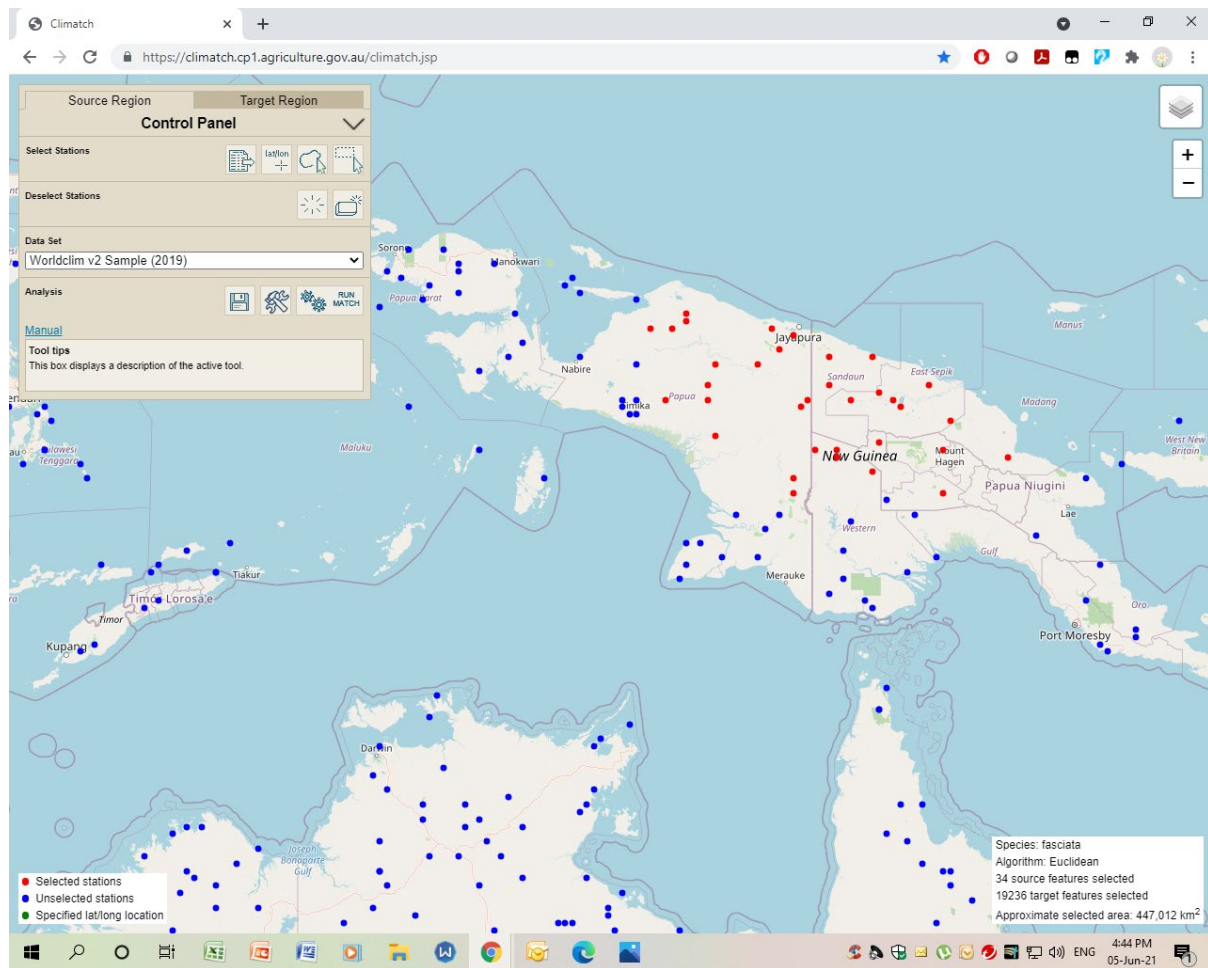 Climatch
https://climatch.cp1.agriculture.gov.au/climatch.jsp
Source Region Target Region
Control Panel
Select Stations
lat/lon
Deselect Stations
Data Set
Worldclim v2 Sample (2019)
Analysis
RUN MATCH
Manual
Tool tips
This box displays a description of the active tool.
Sorong
Manokwari
Papua Barat
Nabire
Timika
Papua
Jayapura
Sandaun
East Sepik
Manus
Madang
West New Britain
Maluku
New Guinea
Mount Hagen
Papua Niugini
Lae
Western
Gulf
Merauke
Oro
Port Moresby
Sulawesi Tenggara
Tiakur
Timor Lorosa'e
Timor
Kupang
Darwin
Joseph Bonaparte Gulf
Selected stations
Unselected stations
Specified lat/long location
Species: fasciata
Algorithm: Euclidean
34 source features selected
19236 target features selected
Approximate selected area: 447,012 km²
ENG
4:44 PM
05-Jun-21